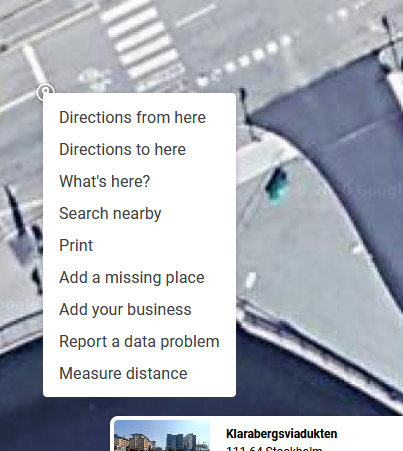 Directions from here
Directions to here
What's here?
Search nearby
Print
Add a missing place
Add your business
Report a data problem
Measure distance
Klarabergsviadukten
111 64 Stockholm